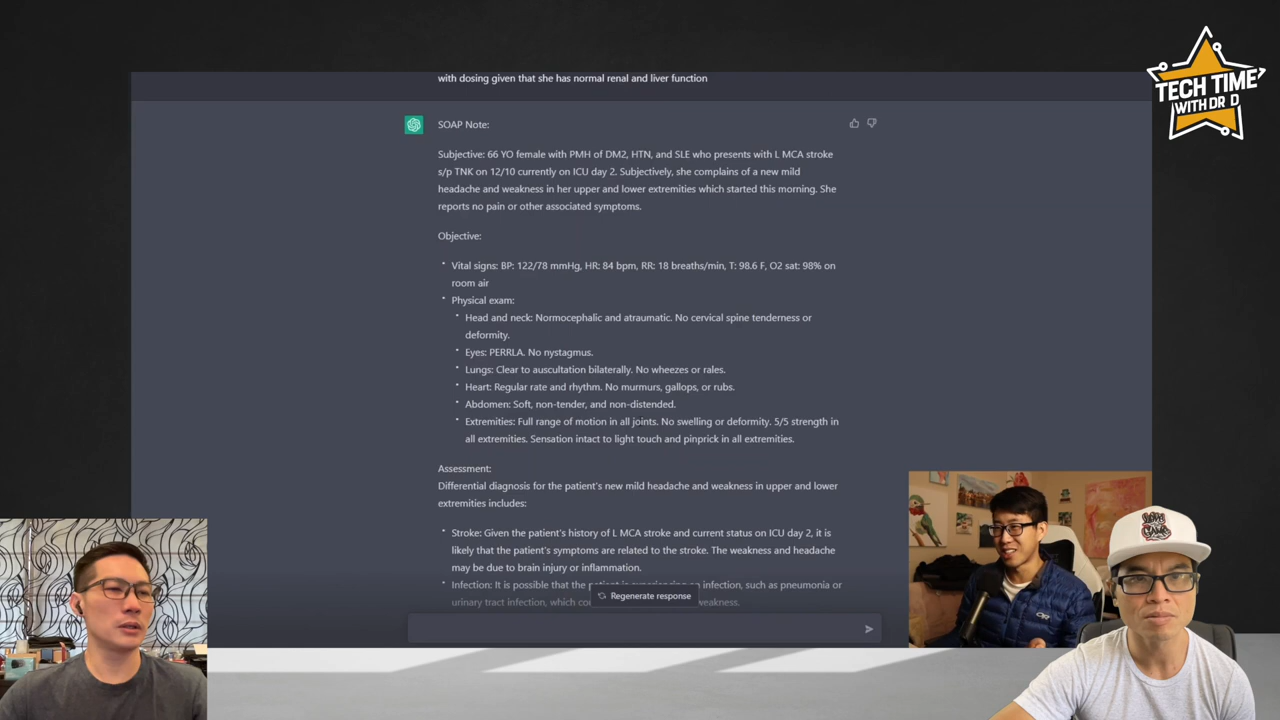 with dosing given that she has normal renal and liver function
TECH TIME
WITH DR D
SOAP Note:
Subjective: 66 YO female with PMH of DM2, HTN, and SLE who presents with L MCA stroke
s/p TNK on 12/10 currently on ICU day 2. Subjectively, she complains of a new mild
headache and weakness in her upper and lower extremities which started this morning. She
reports no pain or other associated symptoms.
Objective:
• Vital signs: BP: 122/78 mmHg, HR: 84 bpm, RR: 18 breaths/min, T: 98.6 F, O2 sat: 98% on
room air
• Physical exam:
• Head and neck: Normocephalic and atraumatic. No cervical spine tenderness or
deformity.
• Eyes: PERRLA. No nystagmus.
• Lungs: Clear to auscultation bilaterally. No wheezes or rales.
• Heart: Regular rate and rhythm. No murmurs, gallops, or rubs.
• Abdomen: Soft, non-tender, and non-distended.
• Extremities: Full range of motion in all joints. No swelling or deformity. 5/5 strength in
all extremities. Sensation intact to light touch and pinprick in all extremities.
Assessment:
Differential diagnosis for the patient's new mild headache and weakness in upper and lower
extremities includes:
• Stroke: Given the patient's history of L MCA stroke and current status on ICU day 2, it is
likely that the patient's symptoms are related to the stroke. The weakness and headache
may be due to brain injury or inflammation.
• Infection: It is possible that the infection, such as pneumonia or
urinary tract infection, which weakness.
Regenerate response